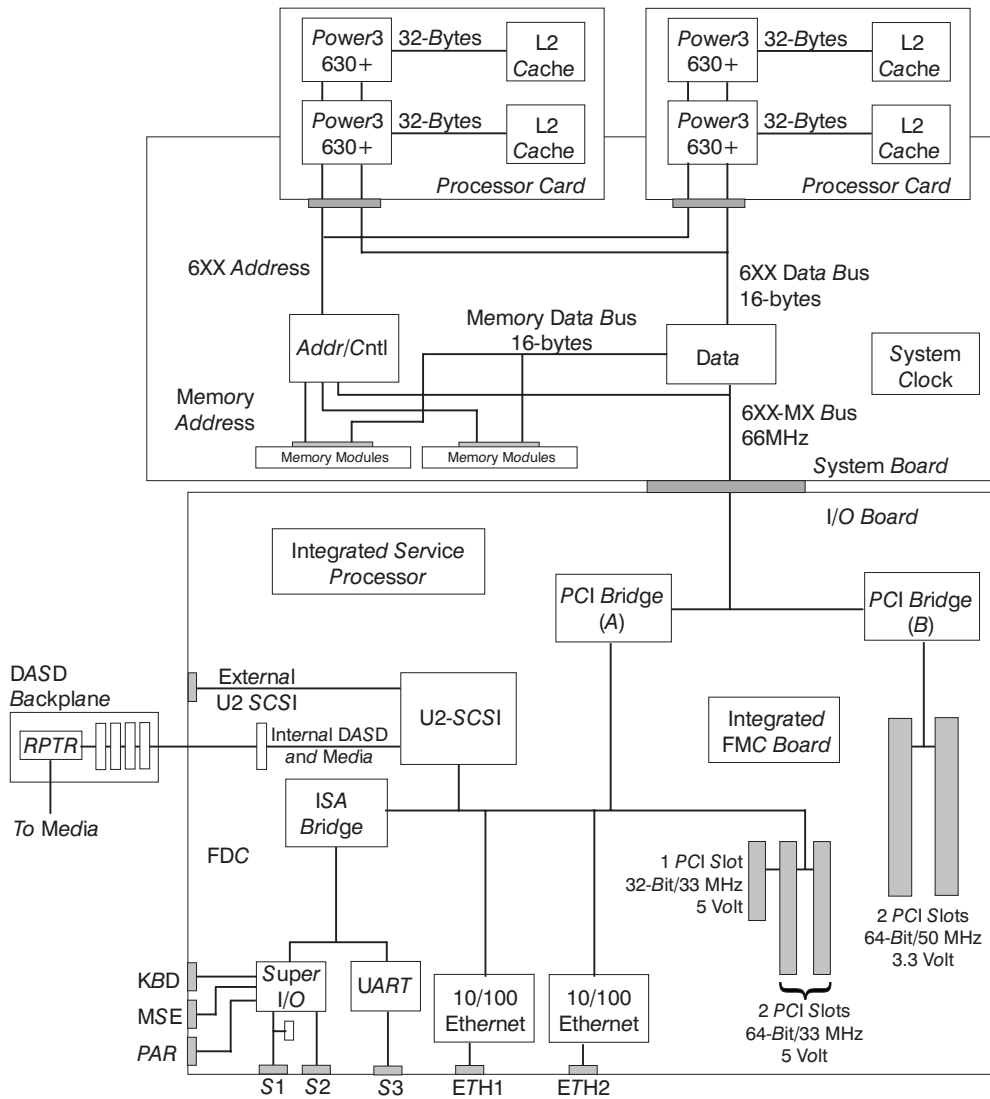 Power3
630+
32-Bytes
L2
Cache
Power3
630+
32-Bytes
L2
Cache
Processor Card
Power3
630+
32-Bytes
L2
Cache
Power3
630+
32-Bytes
L2
Cache
Processor Card
6XX Address
6XX Data Bus
16-bytes
Addr/Cntl
Memory Data Bus
16-bytes
Data
System
Clock
Memory
Address
6XX-MX Bus
66MHz
Memory Modules
Memory Modules
System Board
I/O Board
Integrated Service
Processor
PCI Bridge
(A)
PCI Bridge
(B)
DASD
Backplane
External
U2 SCSI
U2-SCSI
Integrated
FMC Board
RPTR
Internal DASD
and Media
To Media
ISA
Bridge
FDC
1 PCI Slot
32-Bit/33 MHz
5 Volt
2 PCI Slots
64-Bit/50 MHz
3.3 Volt
KBD
MSE
PAR
Super
I/O
UART
10/100
Ethernet
10/100
Ethernet
2 PCI Slots
64-Bit/33 MHz
5 Volt
S1
S2
S3
ETH1
ETH2